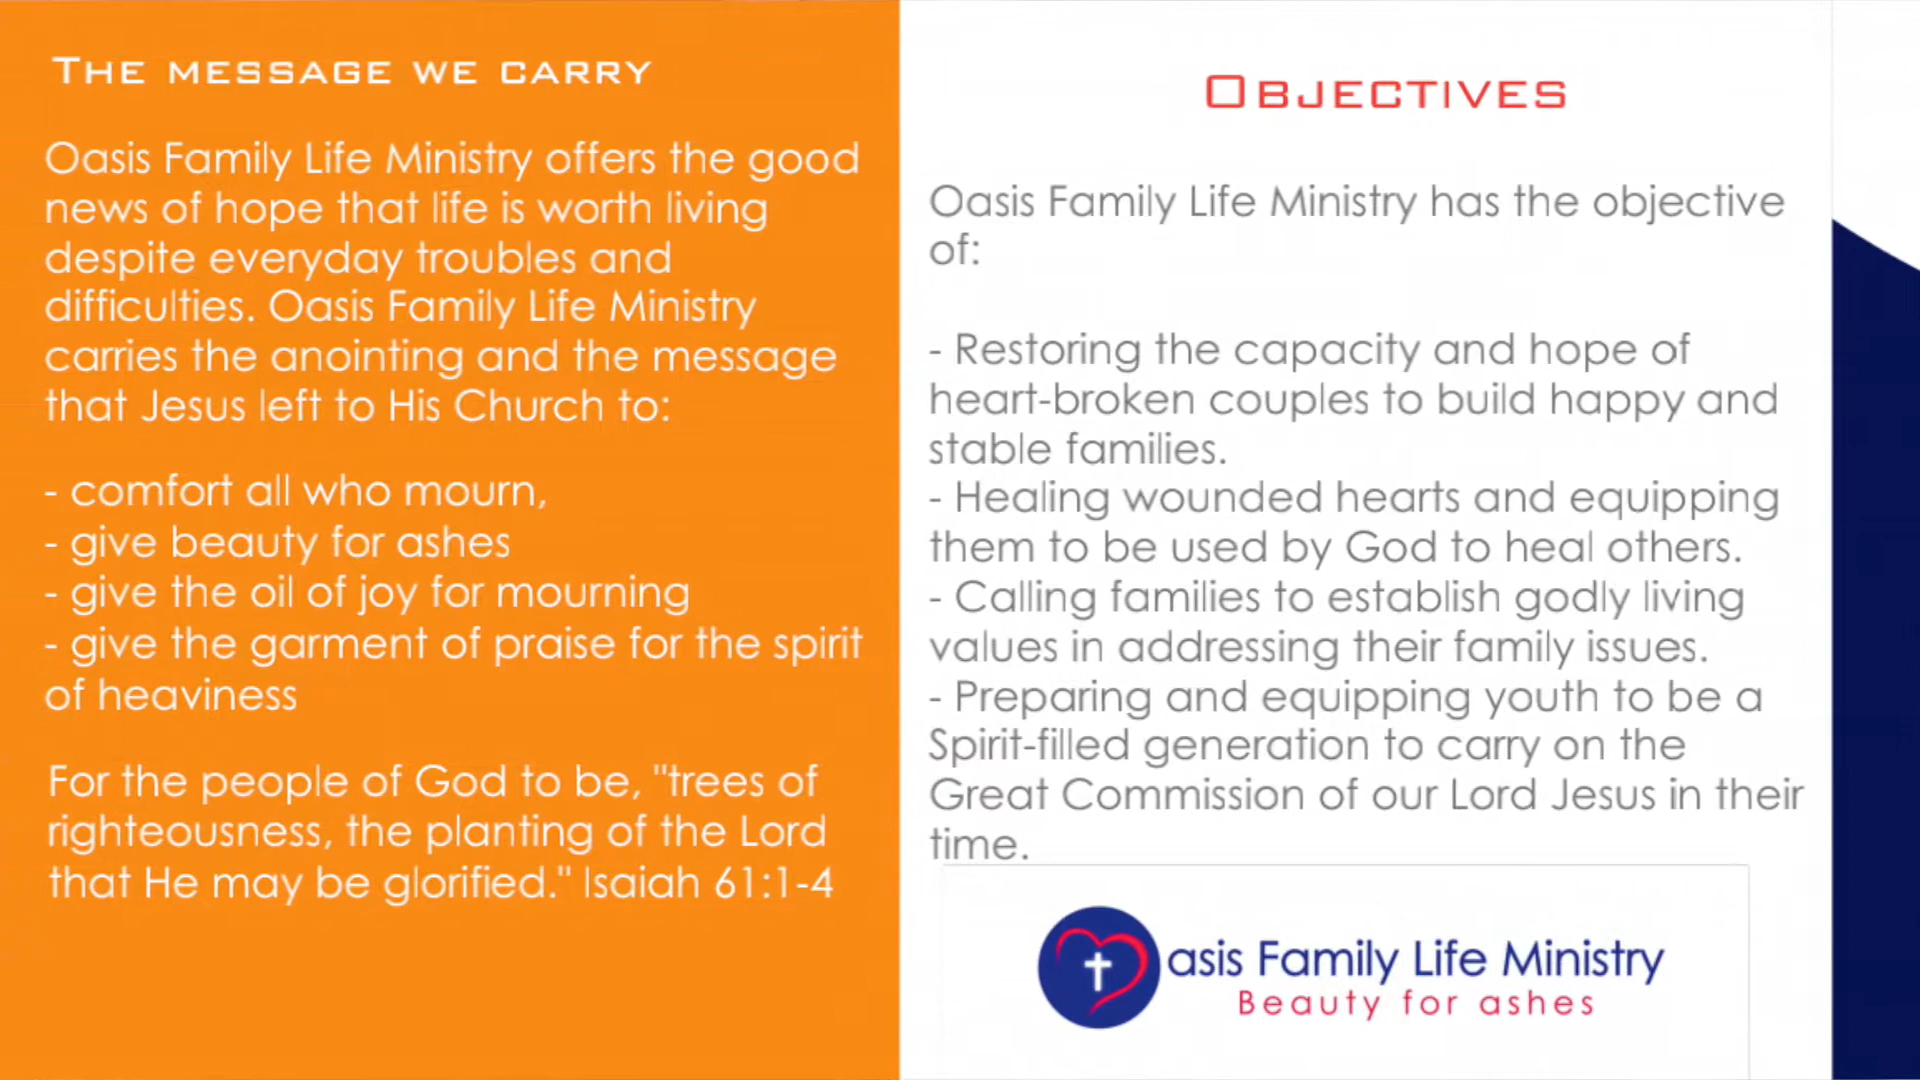 The message we carry
Oasis Family Life Ministry offers the good
news of hope that life is worth living
despite everyday troubles and
difficulties. Oasis Family Life Ministry
carries the anointing and the message
that Jesus left to His Church to:
- comfort all who mourn,
- give beauty for ashes
- give the oil of joy for mourning
- give the garment of praise for the spirit
of heaviness
For the people of God to be, "trees of
righteousness, the planting of the Lord
that He may be glorified." Isaiah 61:1-4
Objectives
Oasis Family Life Ministry has the objective
of:
- Restoring the capacity and hope of
heart-broken couples to build happy and
stable families.
- Healing wounded hearts and equipping
them to be used by God to heal others.
- Calling families to establish godly living
values in addressing their family issues.
- Preparing and equipping youth to be a
Spirit-filled generation to carry on the
Great Commission of our Lord Jesus in their
time.
asis Family Life Ministry
Beauty for ashes